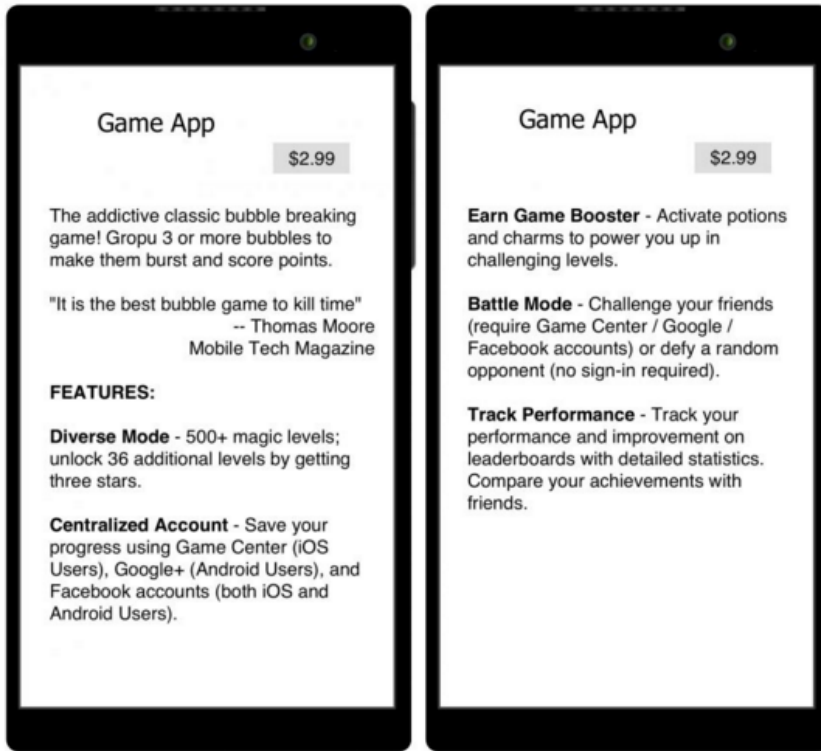 Game App
$2.99
The addictive classic bubble breaking
game! Gropu 3 or more bubbles to
make them burst and score points.
"It is the best bubble game to kill time"
-- Thomas Moore
Mobile Tech Magazine
FEATURES:
Diverse Mode - 500+ magic levels;
unlock 36 additional levels by getting
three stars.
Centralized Account - Save your
progress using Game Center (iOS
Users), Google+ (Android Users), and
Facebook accounts (both iOS and
Android Users).
Game App
$2.99
Earn Game Booster - Activate potions
and charms to power you up in
challenging levels.
Battle Mode - Challenge your friends
(require Game Center / Google /
Facebook accounts) or defy a random
opponent (no sign-in required).
Track Performance - Track your
performance and improvement on
leaderboards with detailed statistics.
Compare your achievements with
friends.